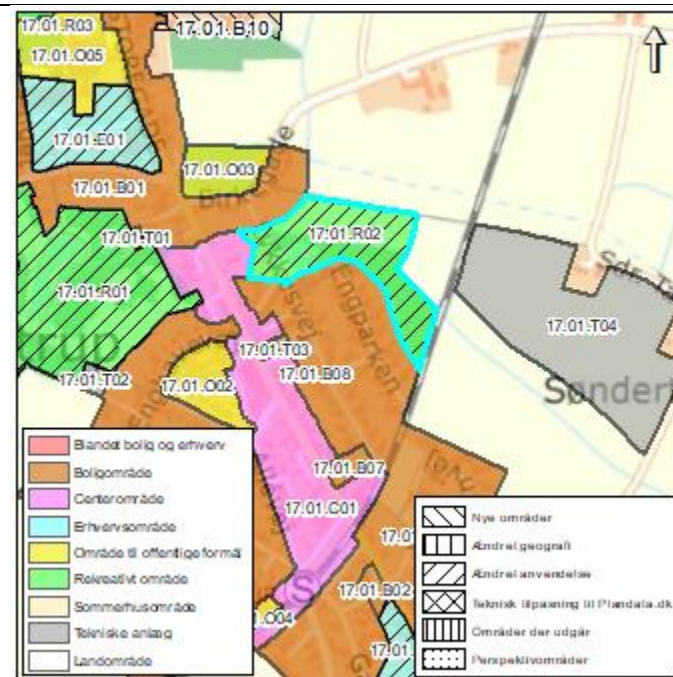 17.01.R03
17.01.B10
17.01.O05
17.01.E01
17.01.O03
17.01.B01
17.01.R02
17.01.T01
Engparken
17.01.R01
17.01.T04
17.01.T03
17.01.B08
17.01.T02
17.01.O02
17.01.B07
17.01.C01
17.01.B02
S
Blandet bolig og erhverv
Boligområde
Centerområde
Erhvervsområde
Område til offentlige formål
Rekreativt område
Sommerhusområde
Tekniske anlæg
Landområde
Nye områder
Ændret geografi
Ændret anvendelse
Teknisk tilpasning til Plandata.dk
Områder der udgår
Perspektivområder